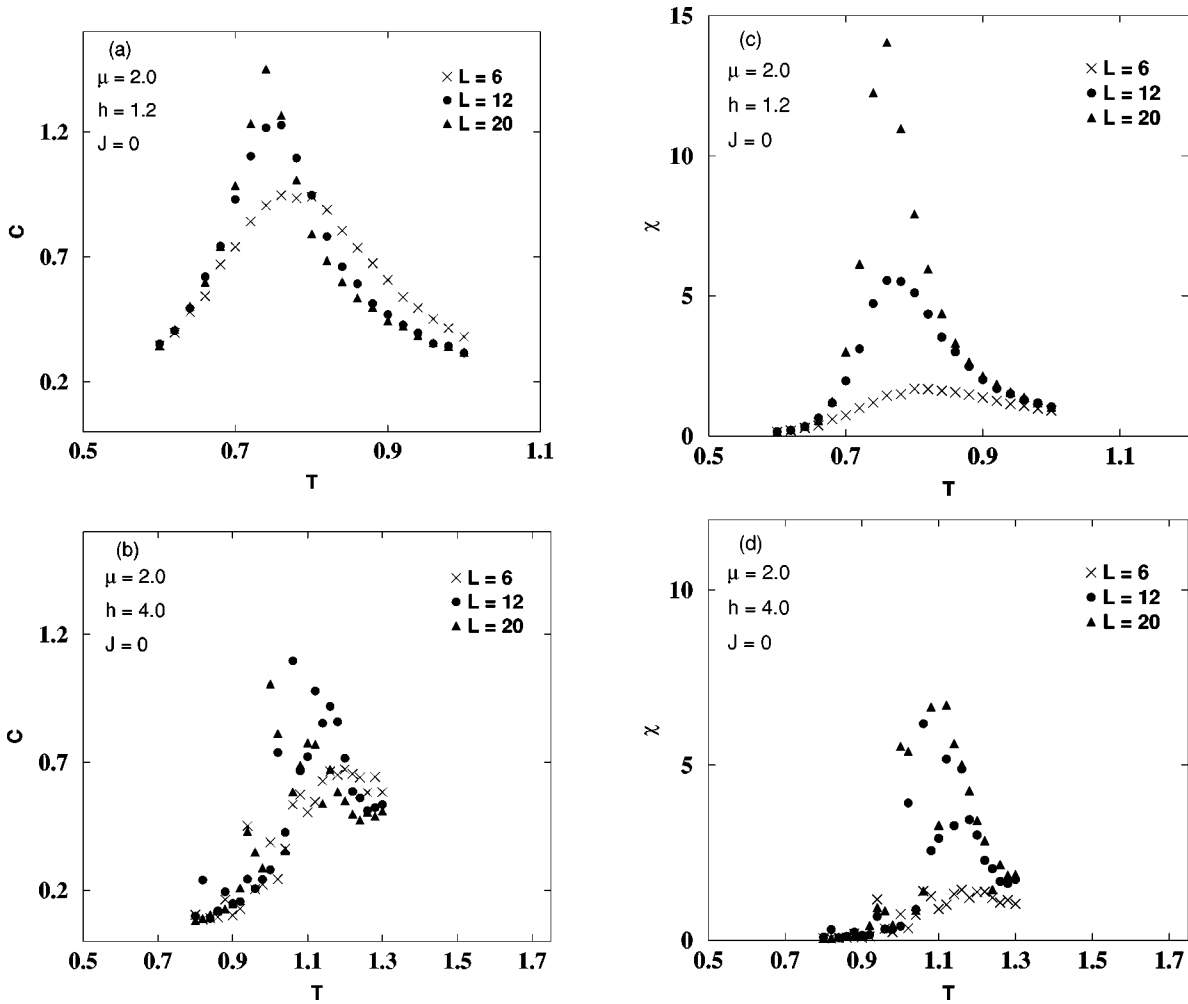 (a)
μ = 2.0
h = 1.2
J = 0
L = 6
L = 12
L = 20
1.2
0.7
0.2
C
0.5 0.7 0.9 1.1
T
(c)
μ = 2.0
h = 1.2
J = 0
L = 6
L = 12
L = 20
15
10
5
0
χ
0.5 0.7 0.9 1.1
T
(b)
μ = 2.0
h = 4.0
J = 0
L = 6
L = 12
L = 20
1.2
0.7
0.2
C
0.5 0.7 0.9 1.1 1.3 1.5 1.7
T
(d)
μ = 2.0
h = 4.0
J = 0
L = 6
L = 12
L = 20
10
5
0
χ
0.5 0.7 0.9 1.1 1.3 1.5 1.7
T